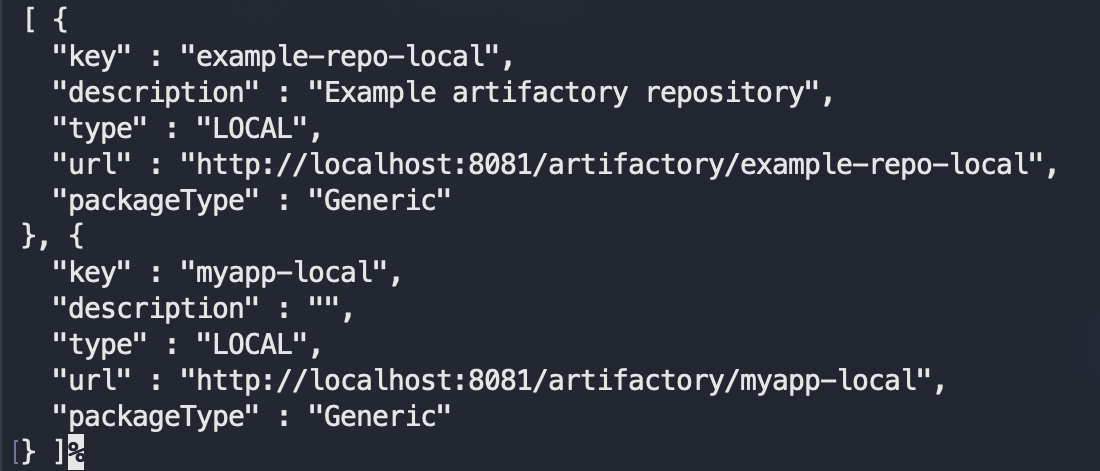 [ {
  "key" : "example-repo-local",
  "description" : "Example artifactory repository",
  "type" : "LOCAL",
  "url" : "http://localhost:8081/artifactory/example-repo-local",
  "packageType" : "Generic"
}, {
  "key" : "myapp-local",
  "description" : "",
  "type" : "LOCAL",
  "url" : "http://localhost:8081/artifactory/myapp-local",
  "packageType" : "Generic"
[} ]%